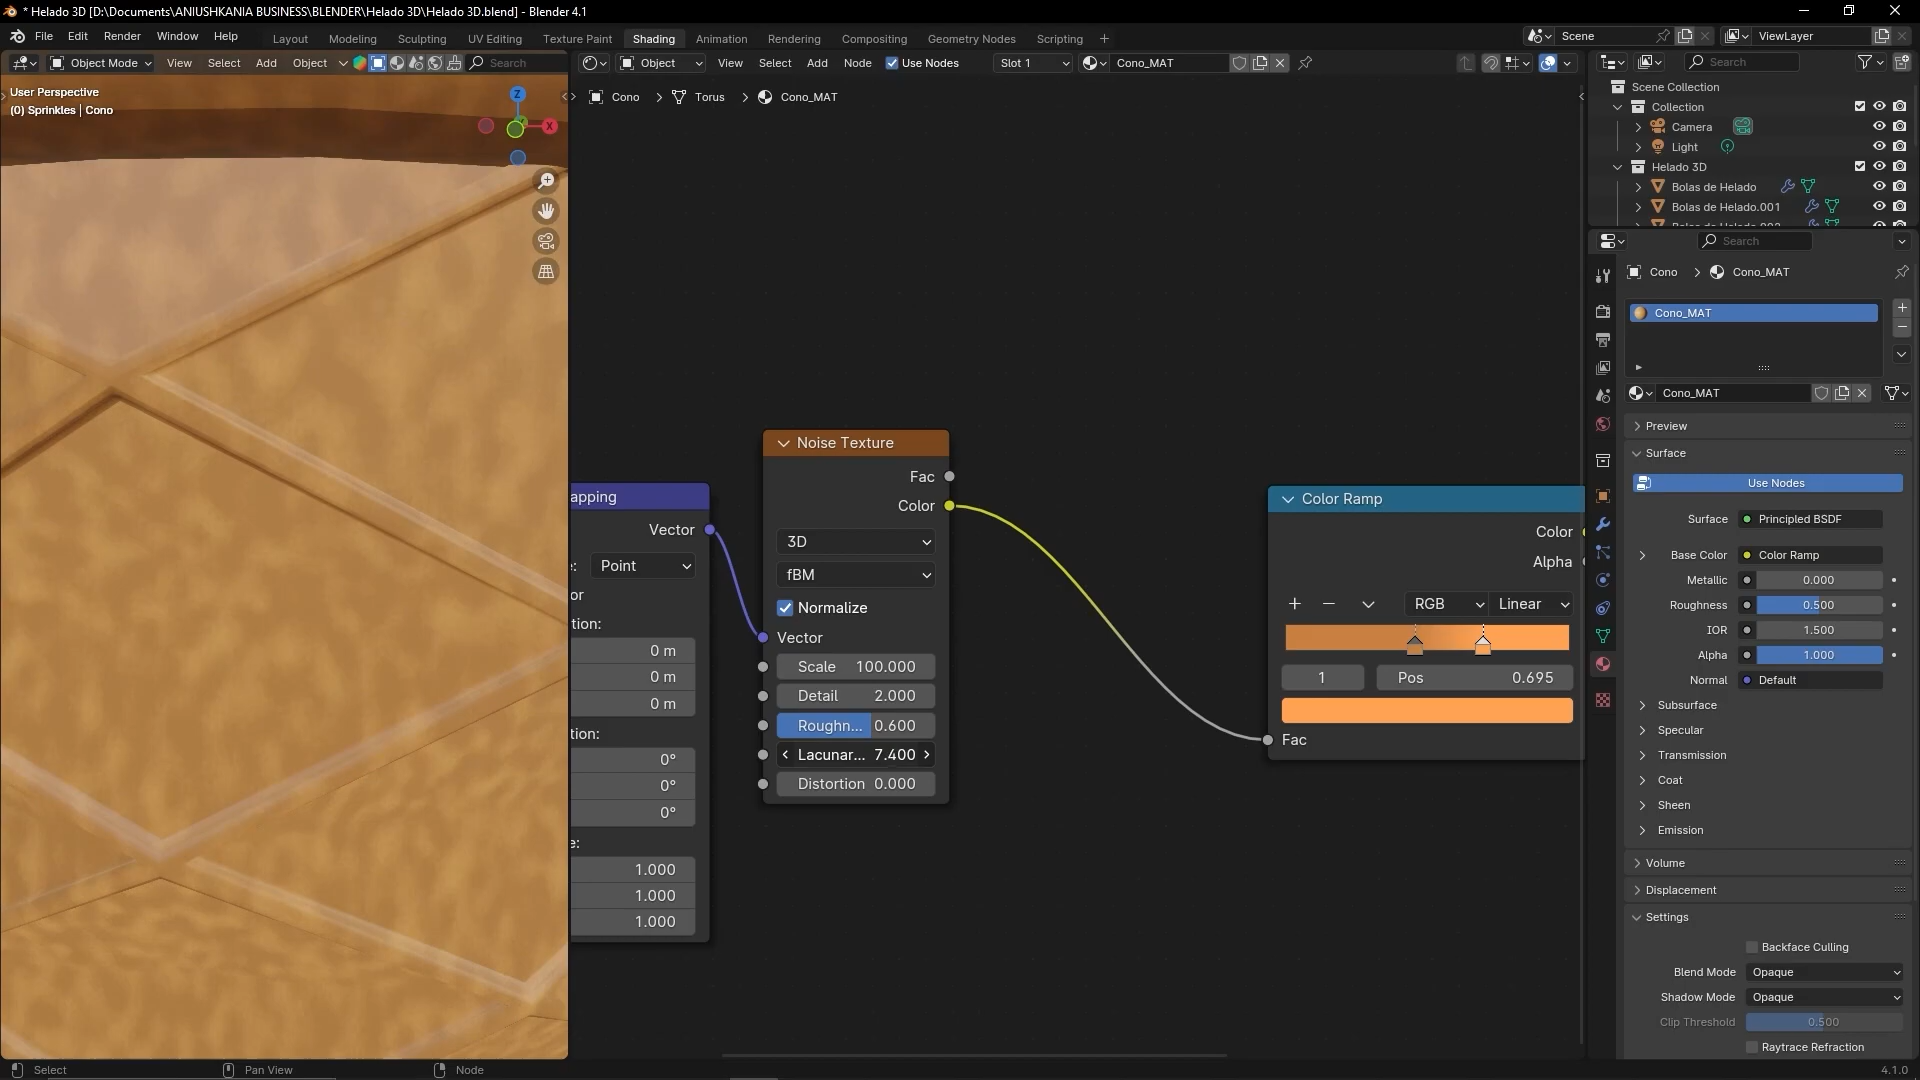 * Helado 3D [D:\Documents\ANIUSHKANIA BUSINESS\BLENDER\Helado 3D\Helado 3D.blend] - Blender 4.1
File Edit Render Window Help Layout Modeling Sculpting UV Editing Texture Paint Shading Animation Rendering Compositing Geometry Nodes Scripting + Scene ViewLayer
Object Mode View Select Add Object Search Object View Select Add Node Use Nodes Slot 1 Cono_MAT Search
User Perspective
(0) Sprinkles | Cono
Z
X
Cono > Torus > Cono_MAT
Scene Collection
Collection
Camera
Light
Helado 3D
Bolas de Helado
Bolas de Helado.001
Search
Cono > Cono_MAT
Cono_MAT
Cono_MAT
Preview
Surface
Use Nodes
Surface Principled BSDF
Base Color Color Ramp
Metallic 0.000
Roughness 0.500
IOR 1.500
Alpha 1.000
Normal Default
Subsurface
Specular
Transmission
Coat
Sheen
Emission
Volume
Displacement
Settings
Backface Culling
Blend Mode Opaque
Shadow Mode Opaque
Clip Threshold 0.500
Raytrace Refraction
apping
Vector
: Point
or
tion:
0 m
0 m
0 m
tion:
0°
0°
0°
e:
1.000
1.000
1.000
Noise Texture
Fac
Color
3D
fBM
Normalize
Vector
Scale 100.000
Detail 2.000
Roughn... 0.600
Lacunar... 7.400
Distortion 0.000
Color Ramp
Color
Alpha
RGB Linear
1 Pos 0.695
Fac
Select Pan View Node 4.1.0